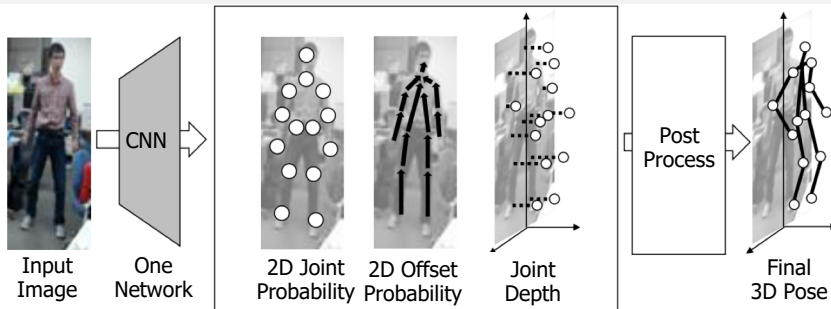 CNN
Post
Process
Input
Image
One
Network
2D Joint
Probability
2D Offset
Probability
Joint
Depth
Final
3D Pose